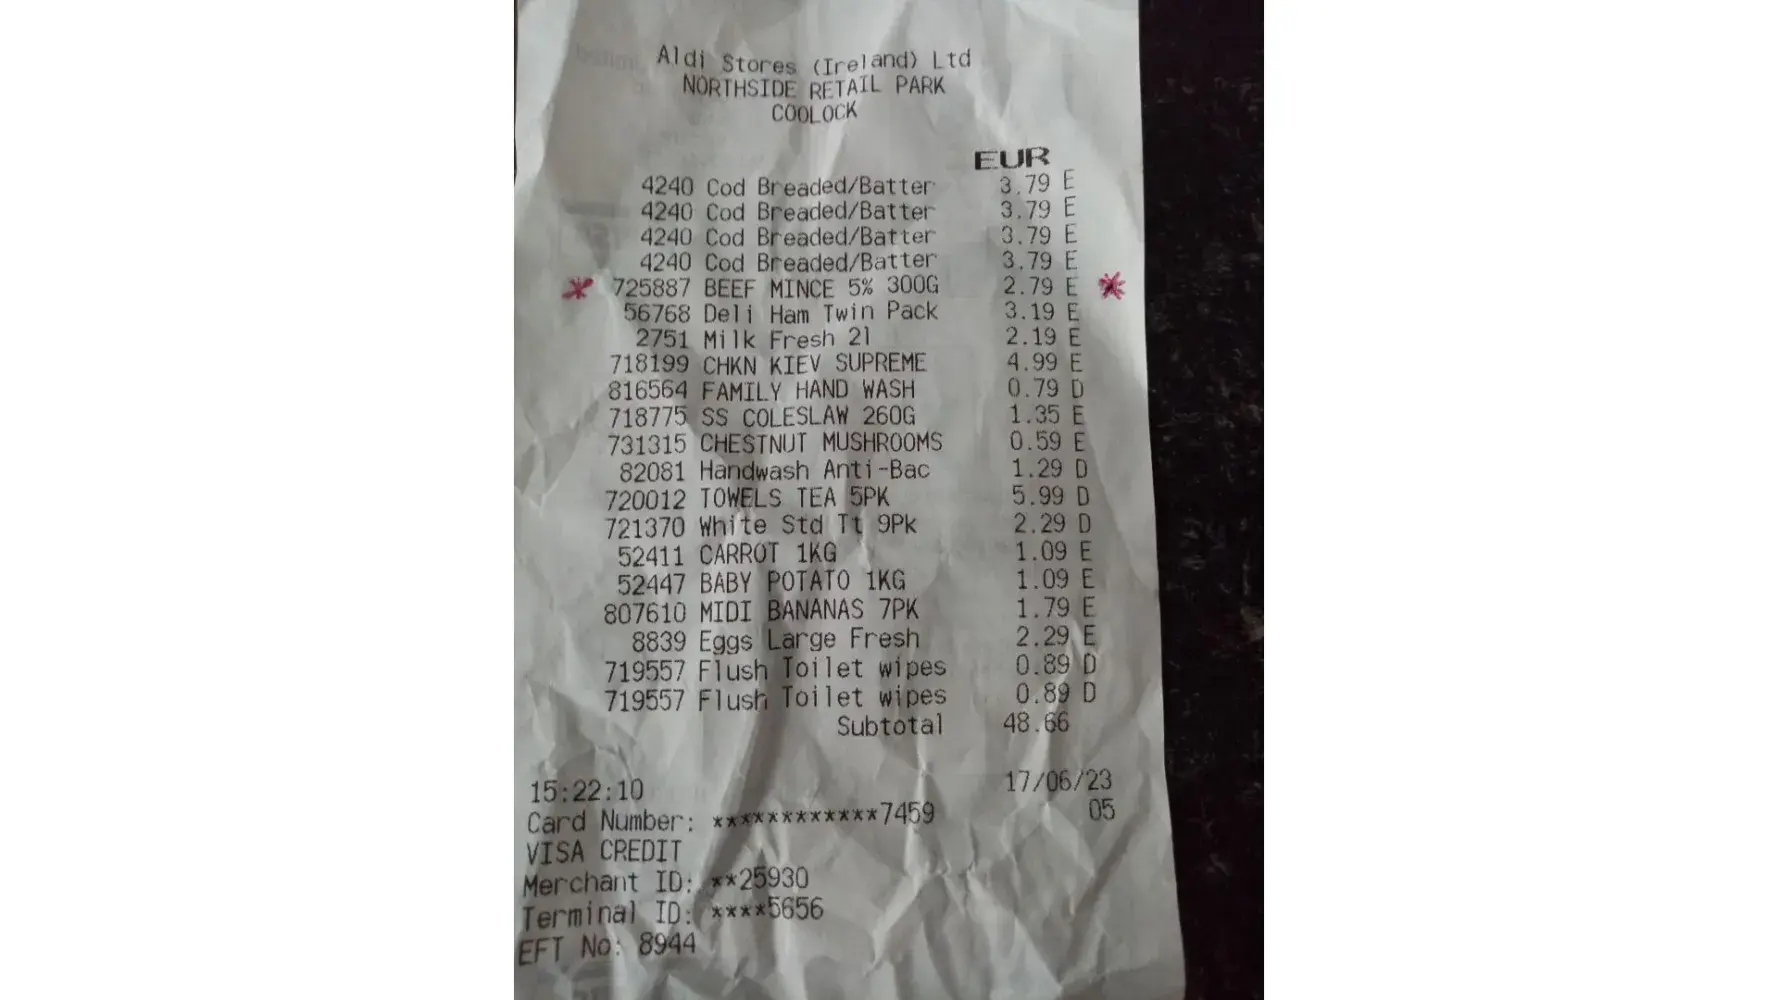 Aldi Stores (Ireland) Ltd
NORTHSIDE RETAIL PARK
COOLOCK
EUR
4240 Cod Breaded/Batter 3.79 E
4240 Cod Breaded/Batter 3.79 E
4240 Cod Breaded/Batter 3.79 E
4240 Cod Breaded/Batter 3.79 E
725887 BEEF MINCE 5% 300G 2.79 E
56768 Deli Ham Twin Pack 3.19 E
2751 Milk Fresh 2l 2.19 E
718199 CHKN KIEV SUPREME 4.99 E
816564 FAMILY HAND WASH 0.79 D
718775 SS COLESLAW 260G 1.35 E
731315 CHESTNUT MUSHROOMS 0.59 E
82081 Handwash Anti-Bac 1.29 D
720012 TOWELS TEA 5PK 5.99 D
721370 White Std Tt 9Pk 2.29 D
52411 CARROT 1KG 1.09 E
52447 BABY POTATO 1KG 1.09 E
807610 MIDI BANANAS 7PK 1.79 E
8839 Eggs Large Fresh 2.29 E
719557 Flush Toilet wipes 0.89 D
719557 Flush Toilet wipes 0.89 D
Subtotal 48.66
15:22:10 17/06/23
Card Number: ************7459 05
VISA CREDIT
Merchant ID: **25930
Terminal ID: ****5656
EFT No: 8944